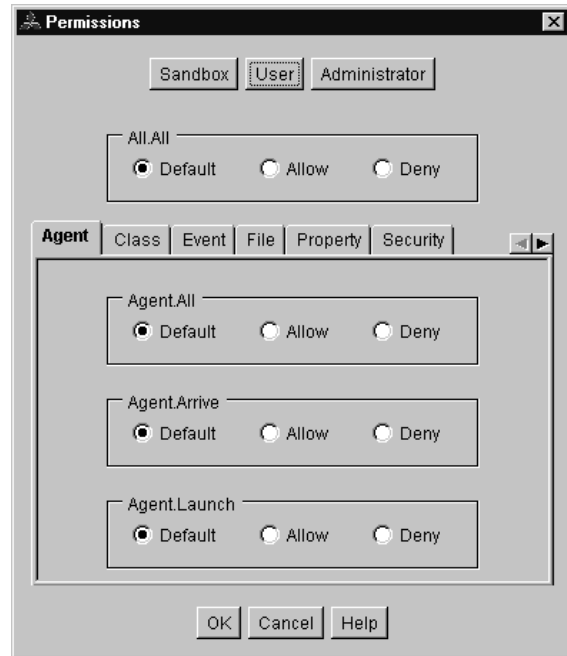 Permissions
Sandbox User Administrator
All.All
Default Allow Deny
Agent Class Event File Property Security
Agent.All
Default Allow Deny
Agent.Arrive
Default Allow Deny
Agent.Launch
Default Allow Deny
OK Cancel Help